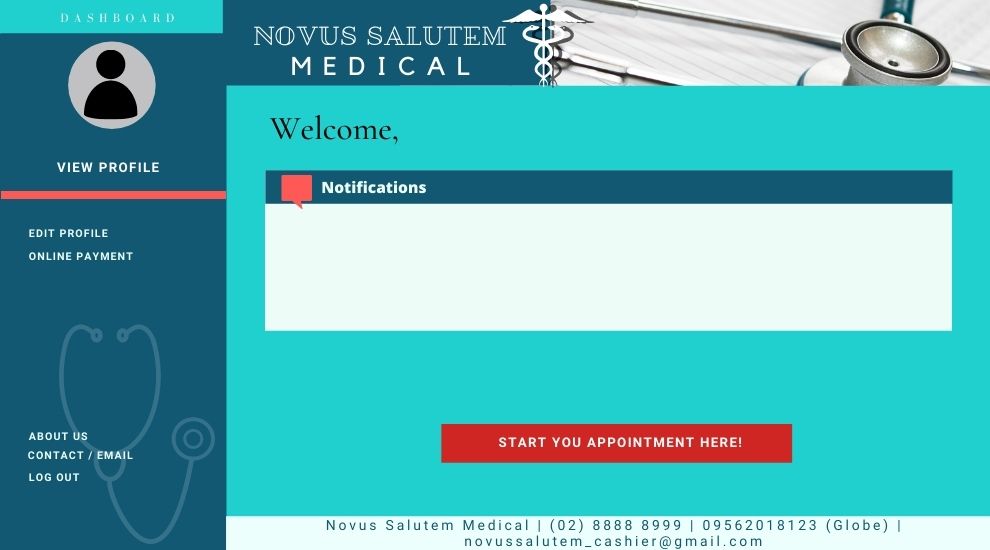 DASHBOARD
NOVUS SALUTEM
MEDICAL
VIEW PROFILE
EDIT PROFILE
ONLINE PAYMENT
ABOUT US
CONTACT / EMAIL
LOG OUT
Welcome,
Notifications
START YOU APPOINTMENT HERE!
Novus Salutem Medical | (02) 8888 8999 | 09562018123 (Globe) |
novussalutem_cashier@gmail.com